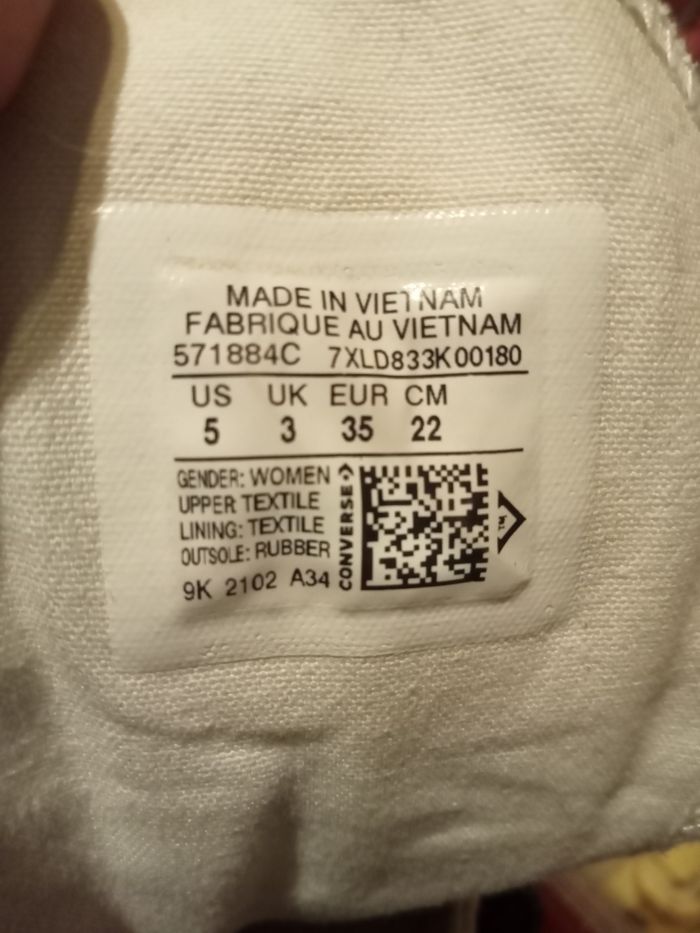 MADE IN VIETNAM
FABRIQUE AU VIETNAM
571884C 7XLD833K00180
US UK EUR CM
5 3 35 22
GENDER: WOMEN
UPPER TEXTILE
LINING: TEXTILE
OUTSOLE: RUBBER
9K 2102 A34
CONVERSE
TM